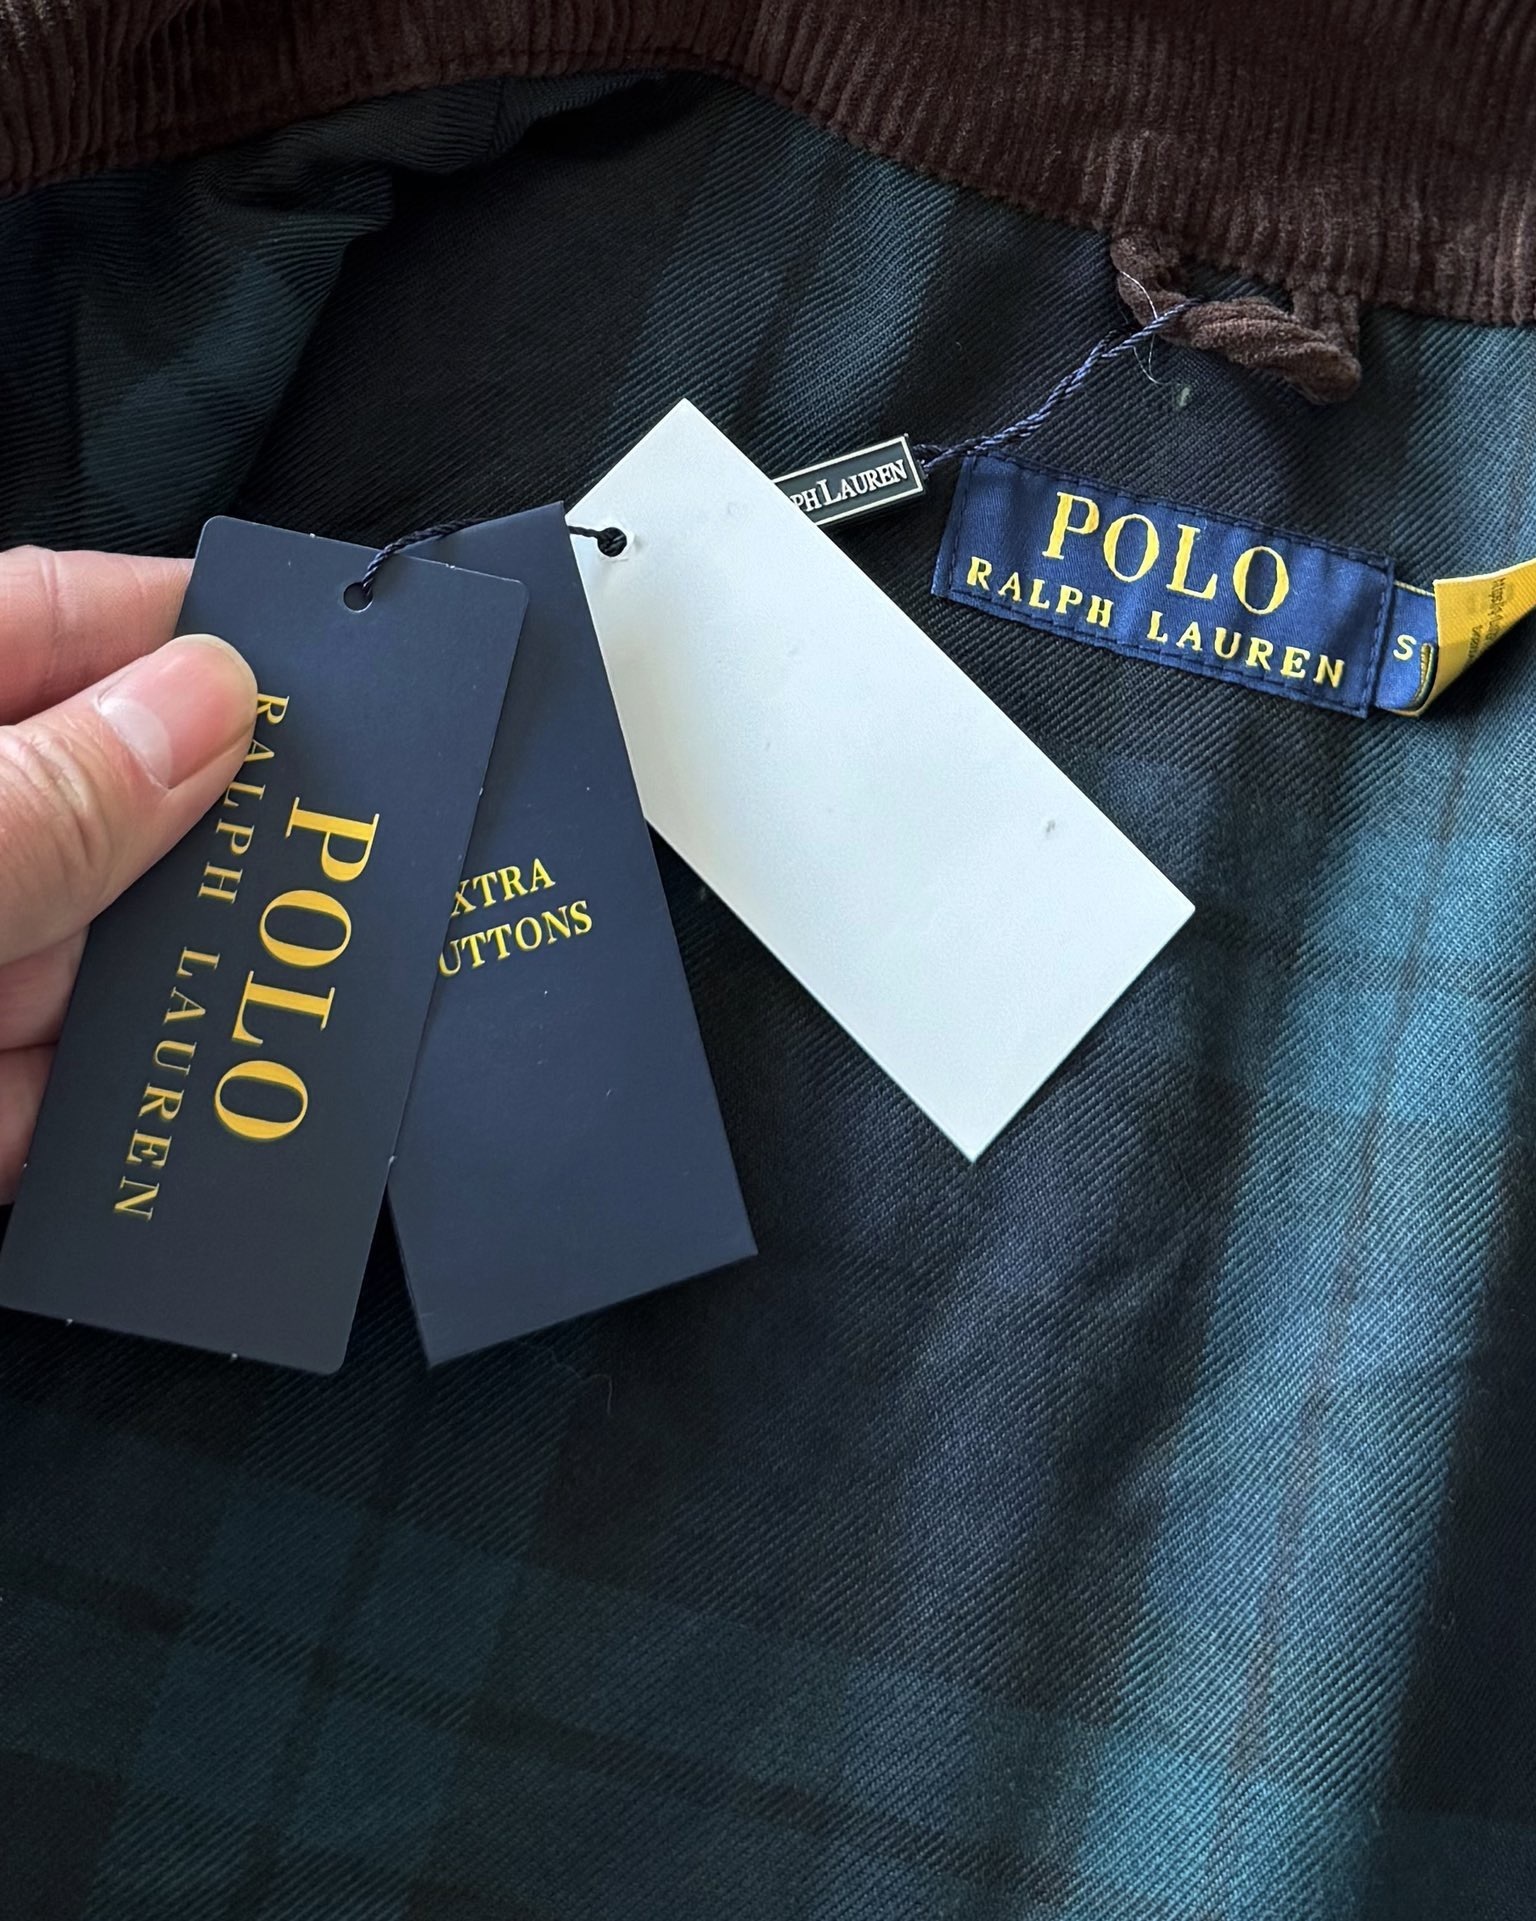 POLO
RALPH LAUREN
XTRA
UTTONS
PH LAUREN
POLO
RALPH LAUREN
S